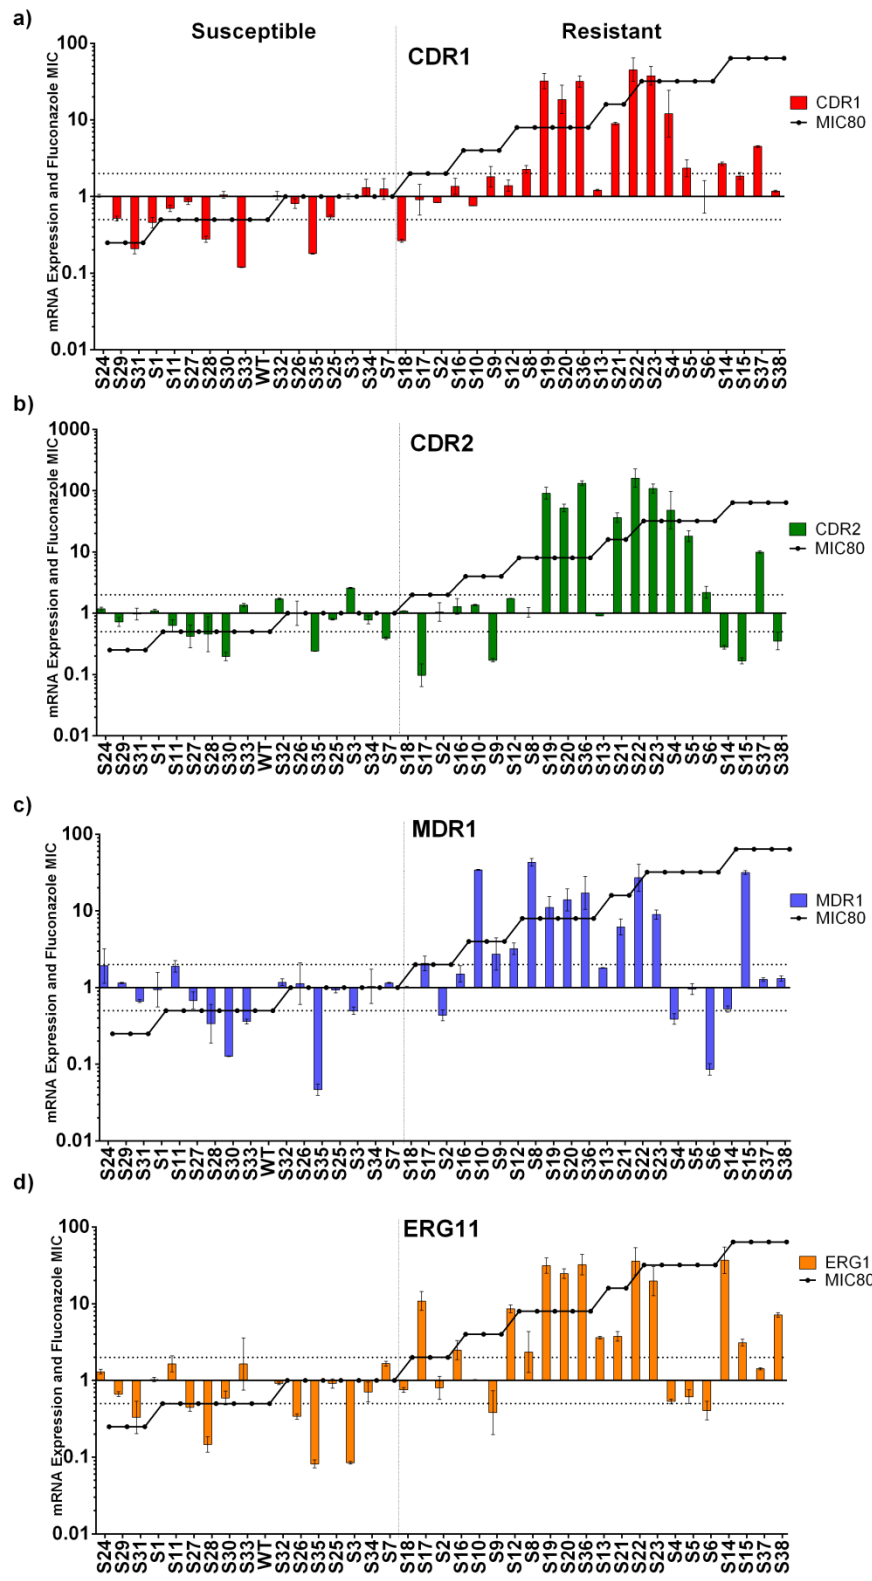 a)
Susceptible
Resistant
CDR1
mRNA Expression and Fluconazole MIC
100
10
1
0.1
0.01
CDR1
MIC80
S24 S29 S31 S1 S11 S27 S28 S30 S33 WT S32 S26 S35 S25 S3 S34 S7 S18 S17 S2 S16 S10 S9 S12 S8 S19 S20 S36 S13 S21 S22 S23 S4 S5 S6 S14 S15 S37 S38
b)
CDR2
mRNA Expression and Fluconazole MIC
1000
100
10
1
0.1
0.01
CDR2
MIC80
S24 S29 S31 S1 S11 S27 S28 S30 S33 WT S32 S26 S35 S25 S3 S34 S7 S18 S17 S2 S16 S10 S9 S12 S8 S19 S20 S36 S13 S21 S22 S23 S4 S5 S6 S14 S15 S37 S38
c)
MDR1
mRNA Expression and Fluconazole MIC
100
10
1
0.1
0.01
MDR1
MIC80
S24 S29 S31 S1 S11 S27 S28 S30 S33 WT S32 S26 S35 S25 S3 S34 S7 S18 S17 S2 S16 S10 S9 S12 S8 S19 S20 S36 S13 S21 S22 S23 S4 S5 S6 S14 S15 S37 S38
d)
ERG11
mRNA Expression and Fluconazole MIC
100
10
1
0.1
0.01
ERG1
MIC80
S24 S29 S31 S1 S11 S27 S28 S30 S33 WT S32 S26 S35 S25 S3 S34 S7 S18 S17 S2 S16 S10 S9 S12 S8 S19 S20 S36 S13 S21 S22 S23 S4 S5 S6 S14 S15 S37 S38